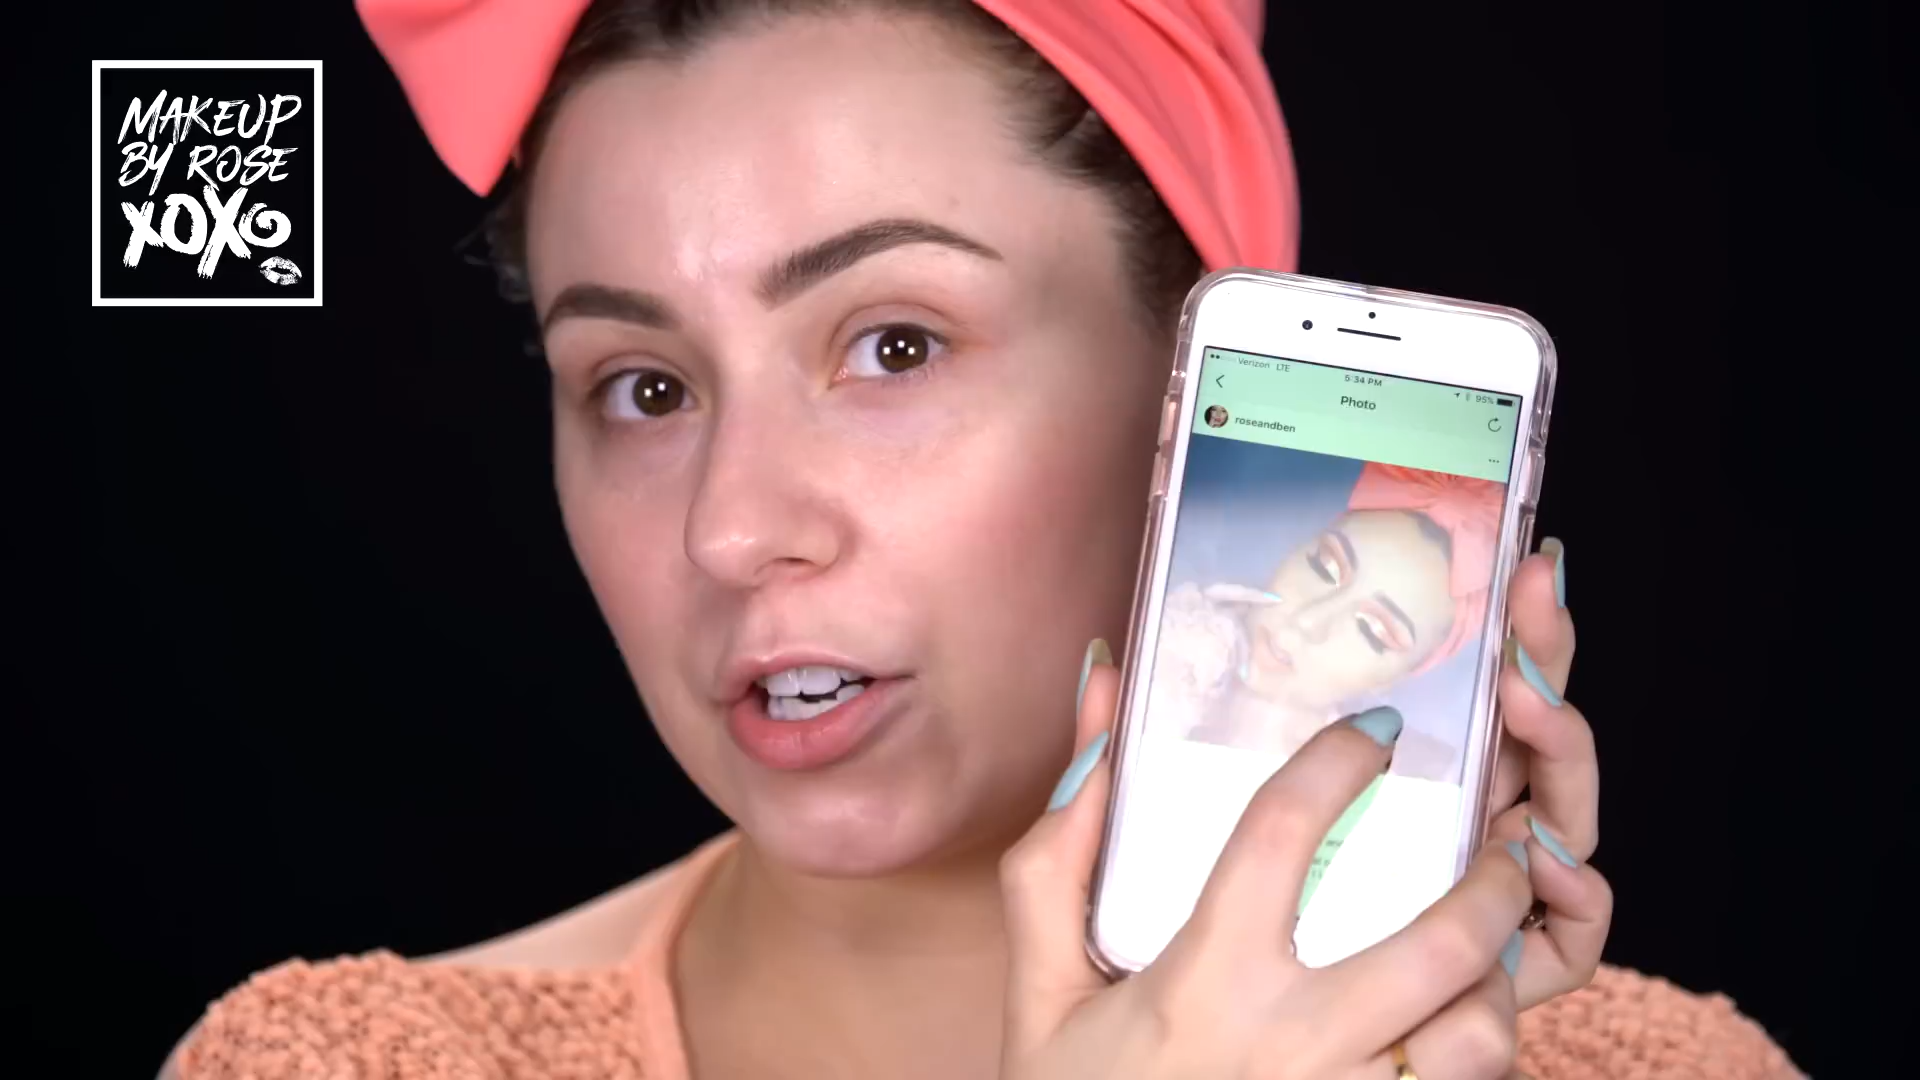 MAKEUP
BY ROSE
XOXO
Verizon LTE
5:34 PM
95%
Photo
roseandben